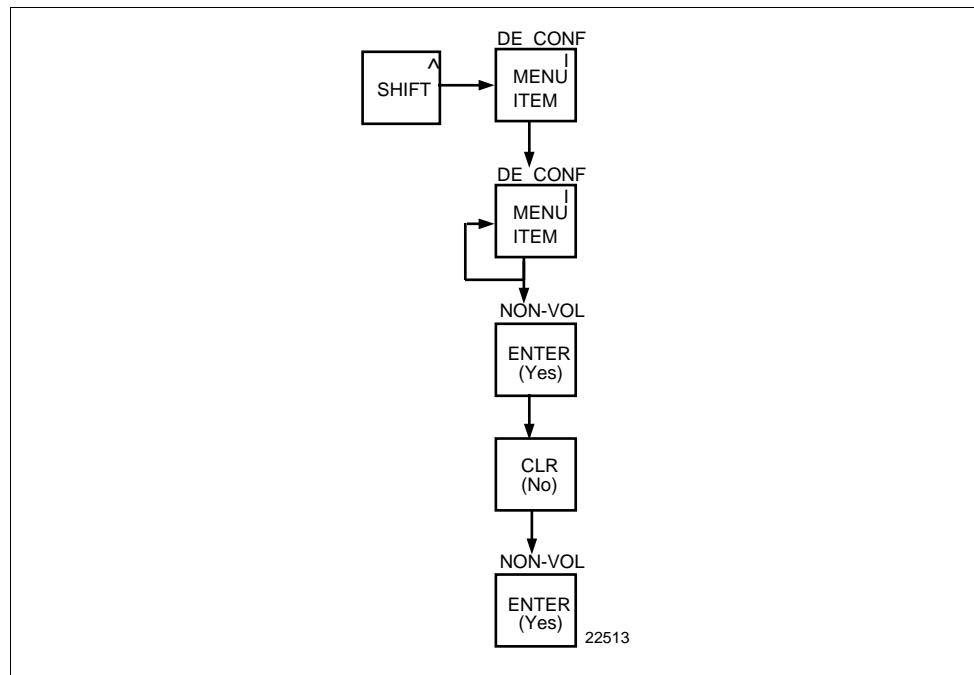 DE CONF
^
SHIFT
|
MENU
ITEM
DE CONF
|
MENU
ITEM
NON-VOL
ENTER
(Yes)
CLR
(No)
NON-VOL
ENTER
(Yes)
22513